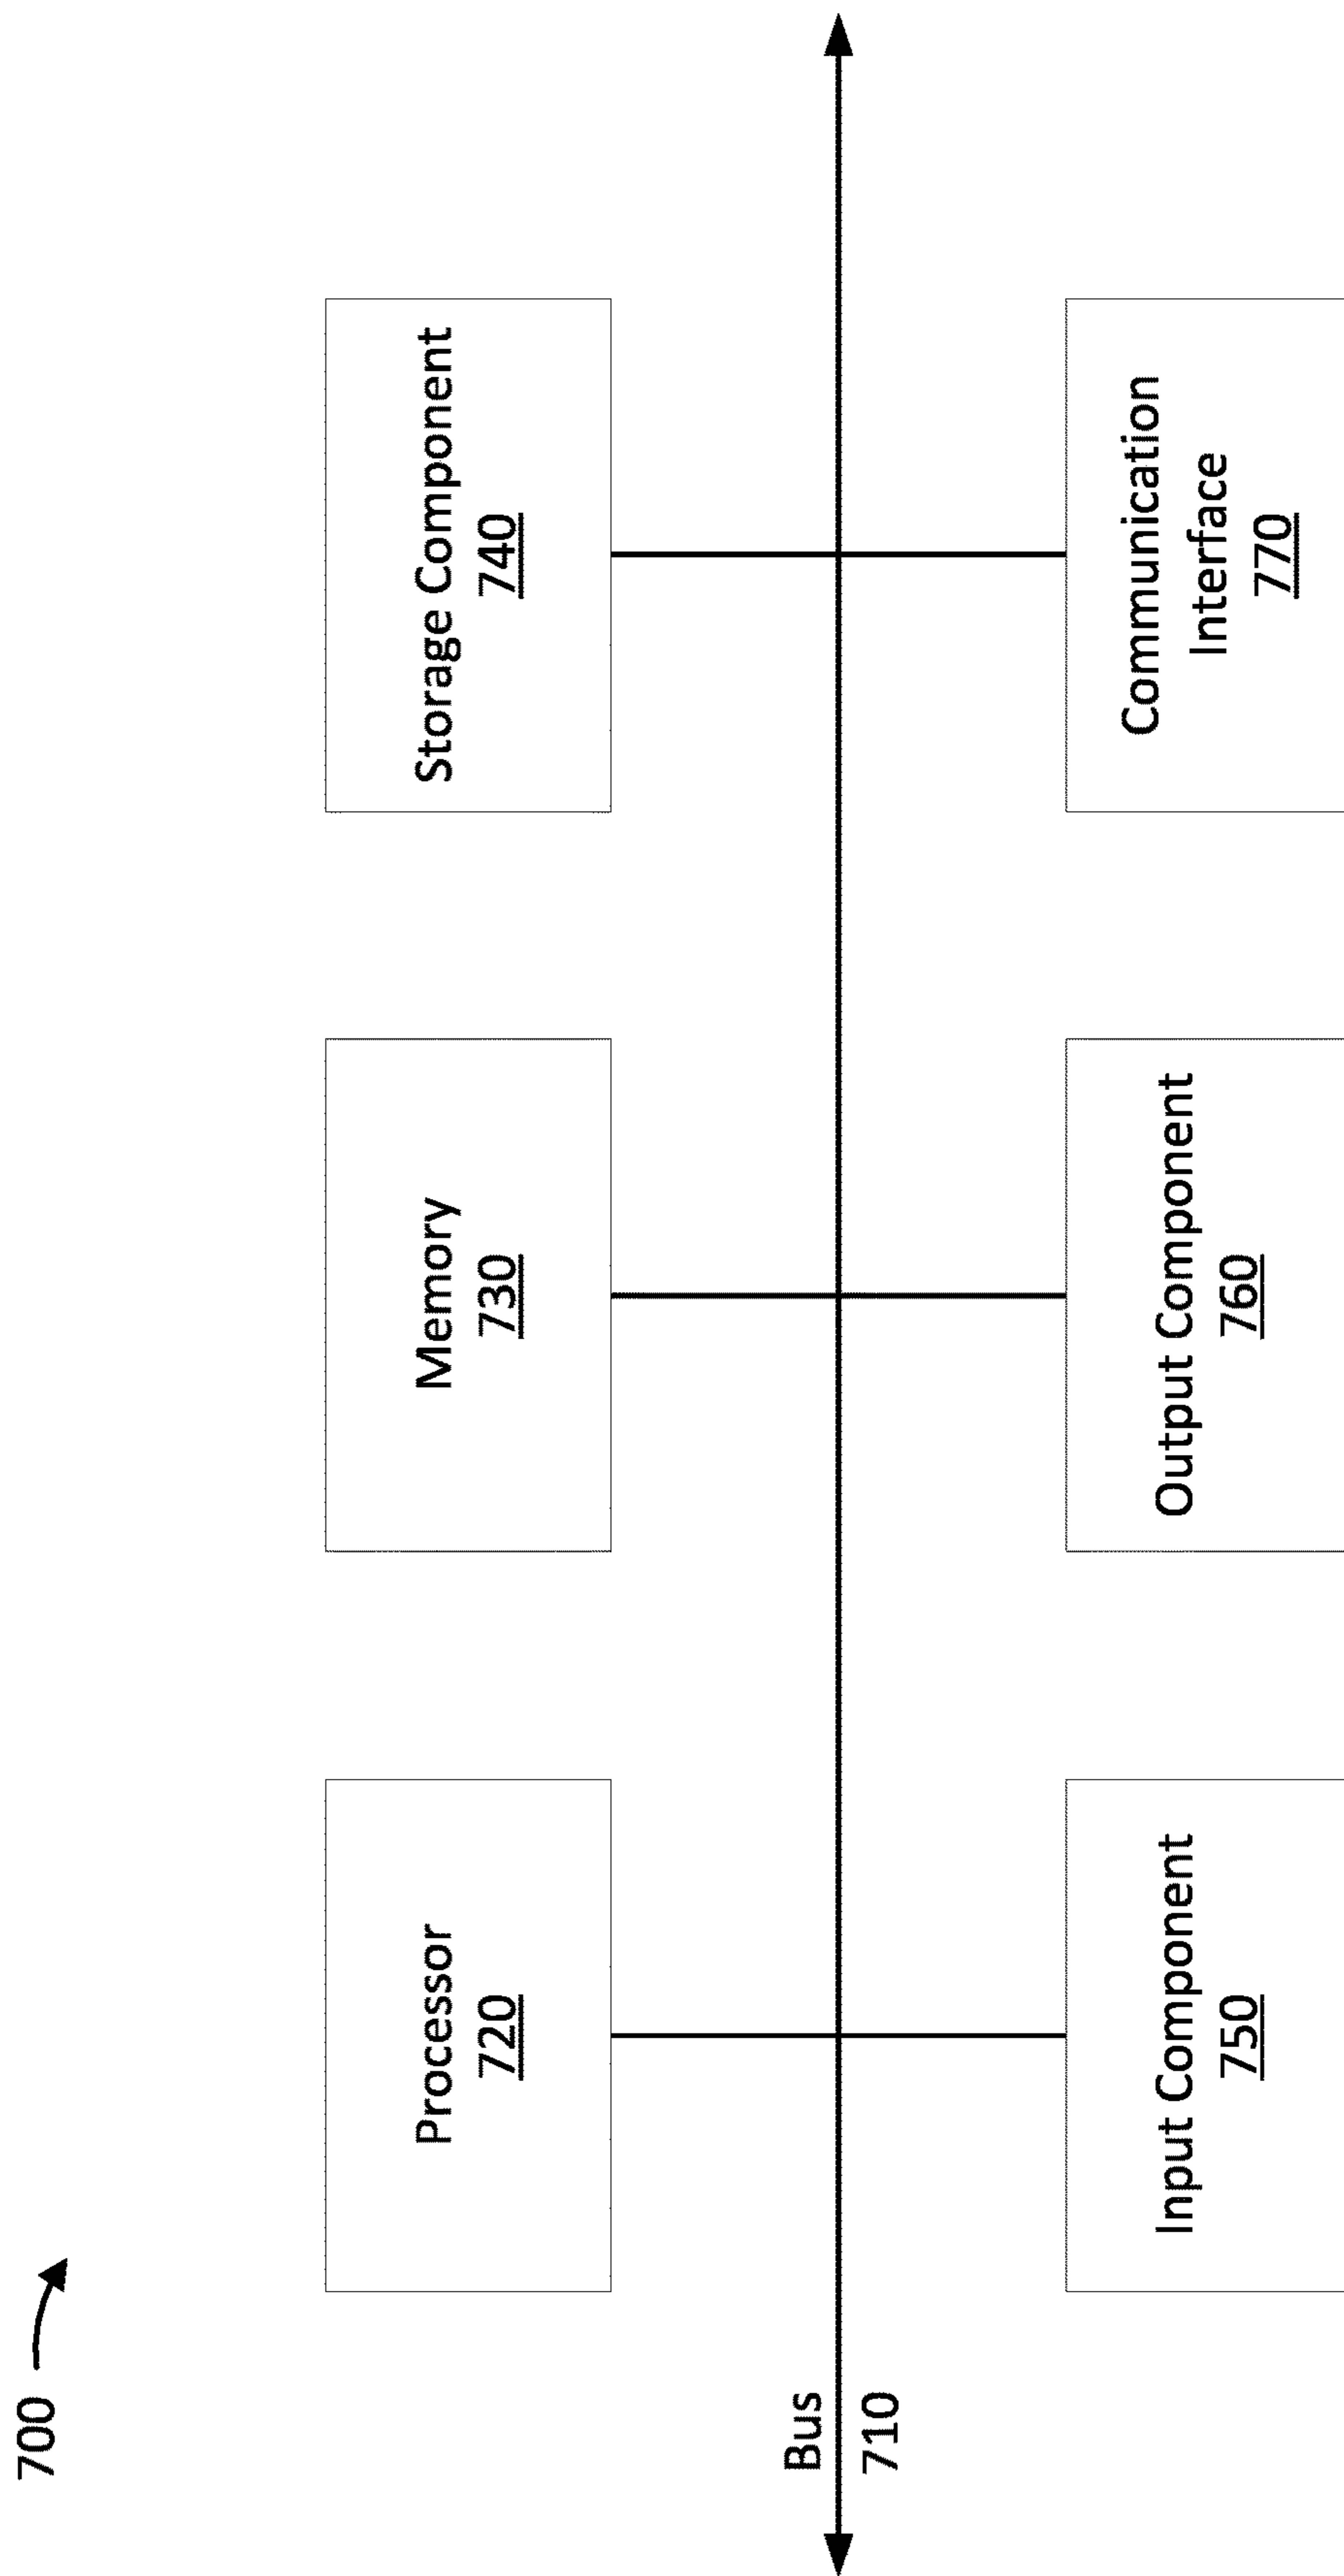 700
Processor
720
Memory
730
Storage Component
740
Bus
710
Input Component
750
Output Component
760
Communication
Interface
770